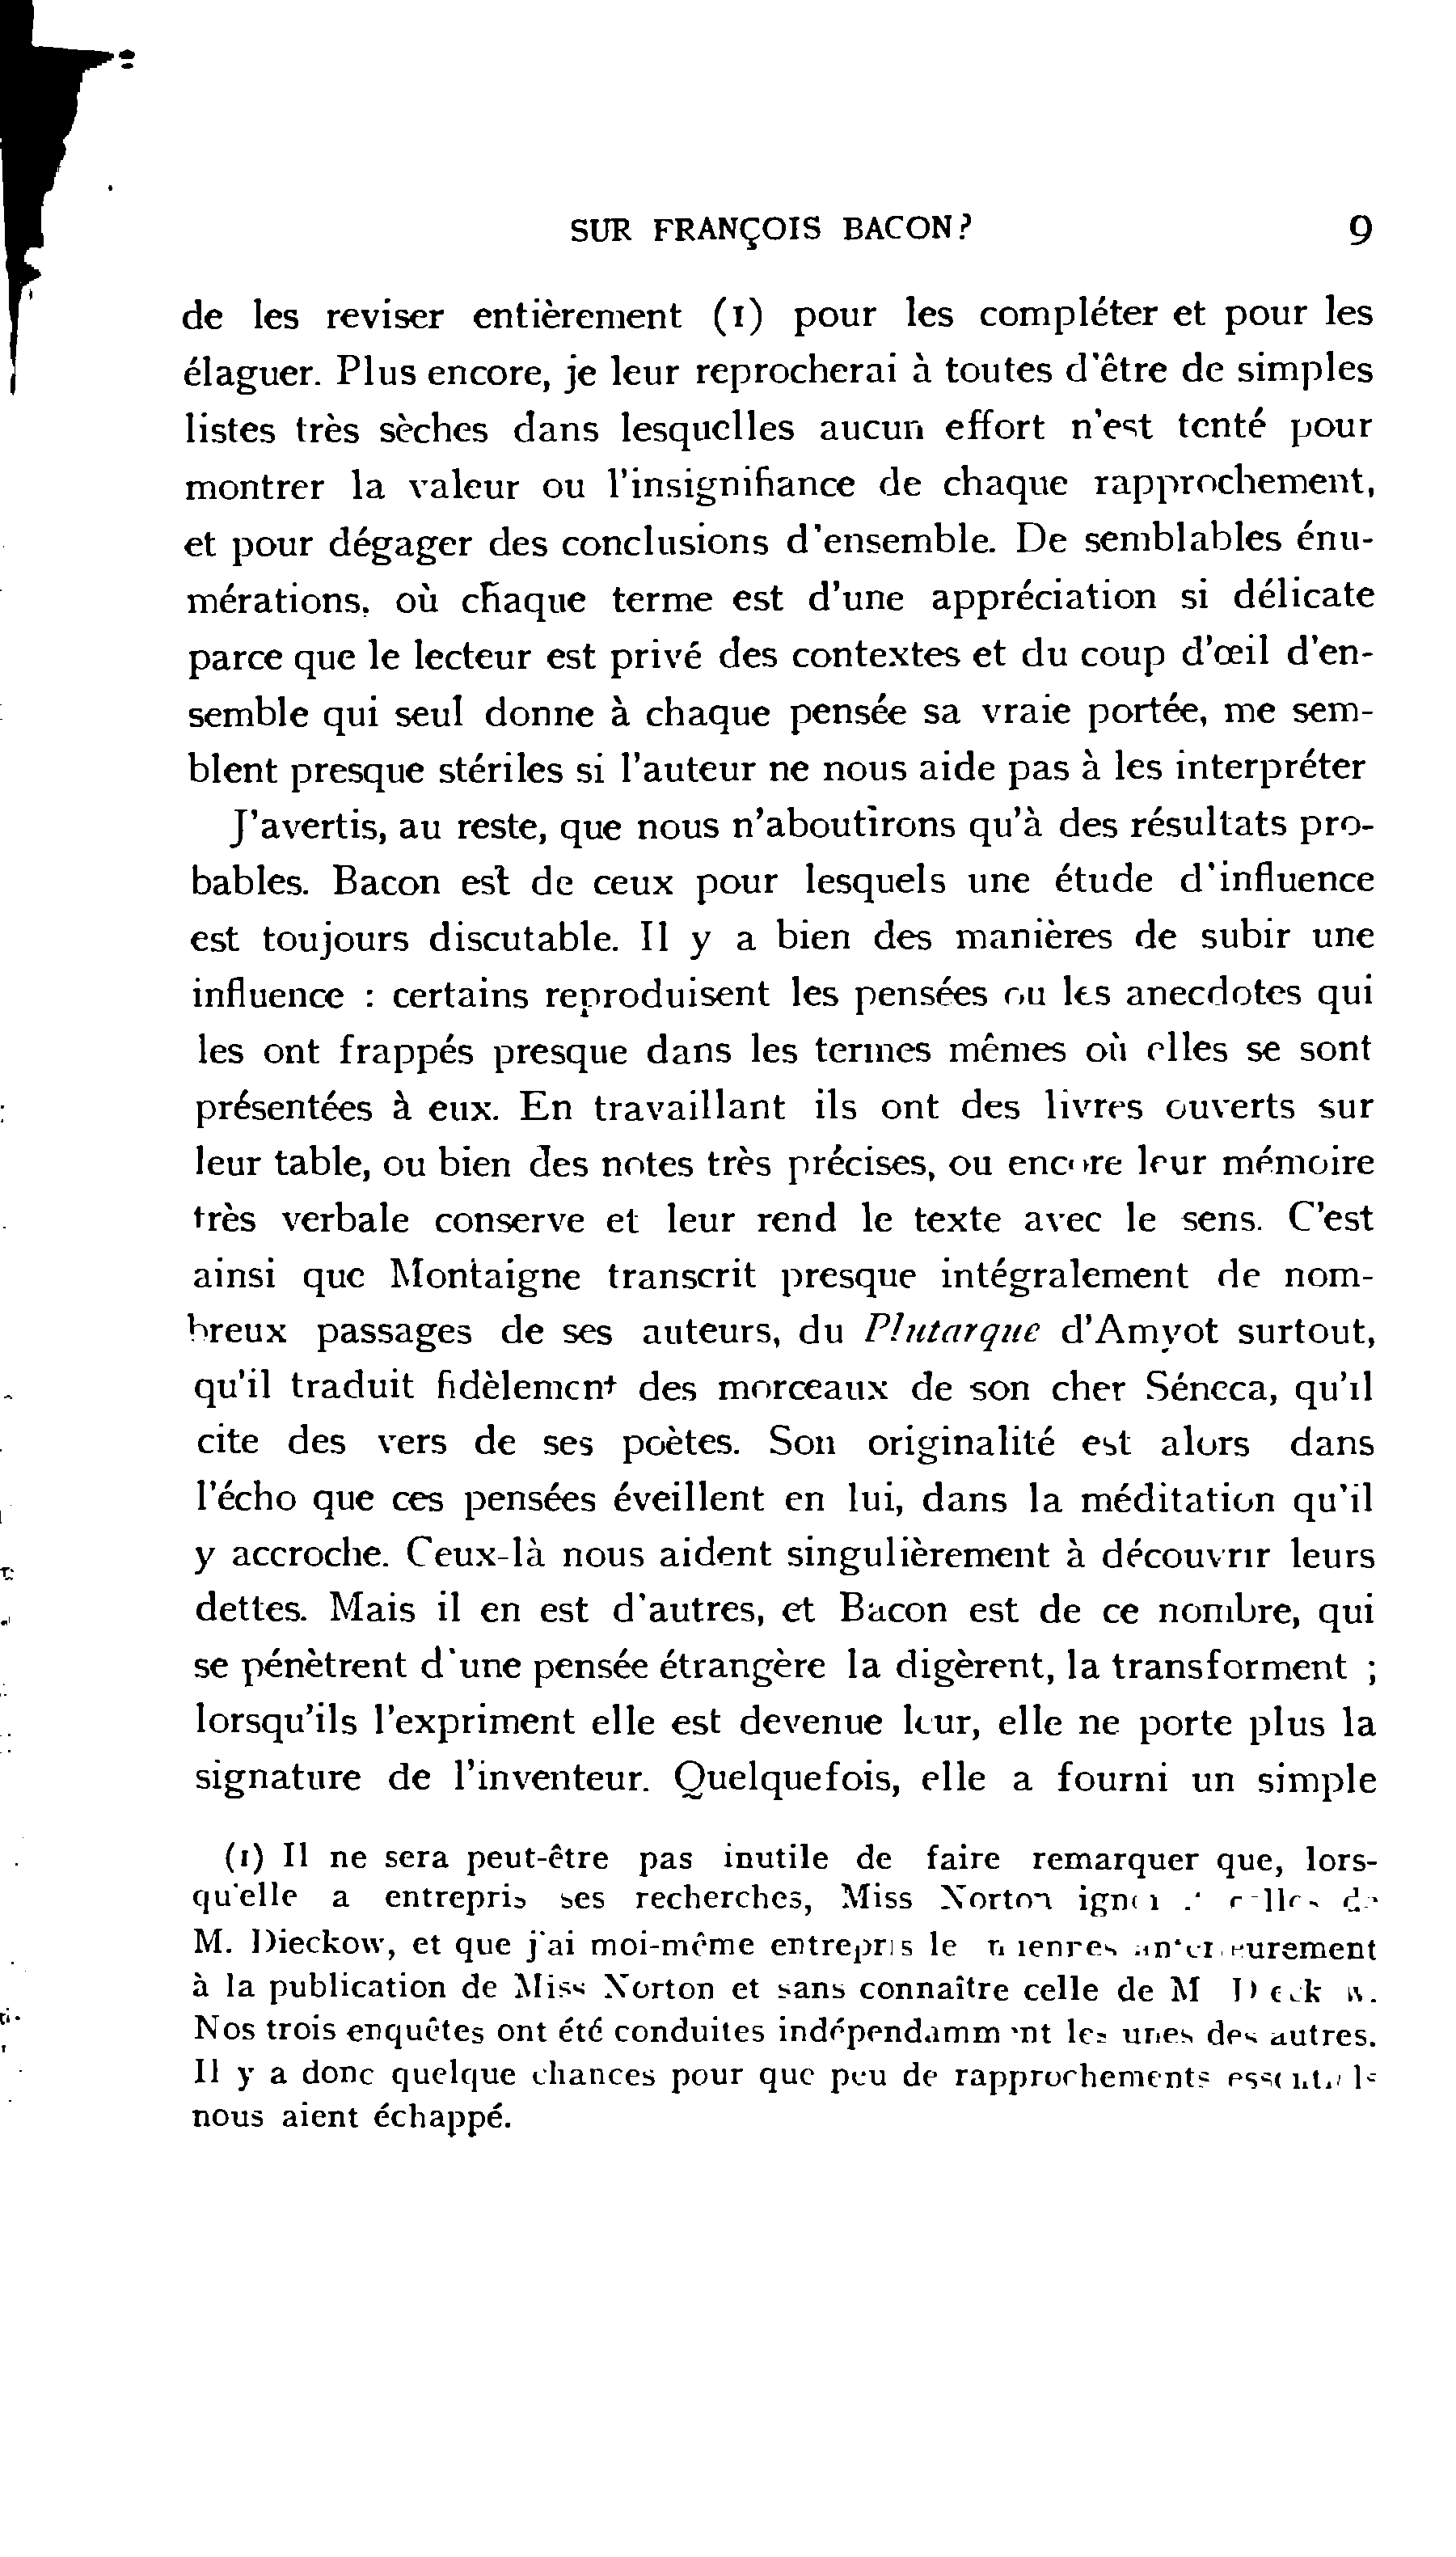 SUR FRANÇOIS BACON? 9
de les reviser entièrement (1) pour les compléter et pour les
élaguer. Plus encore, je leur reprocherai à toutes d'être de simples
listes très sèches dans lesquelles aucun effort n'est tenté pour
montrer la valeur ou l'insignifiance de chaque rapprochement,
et pour dégager des conclusions d'ensemble. De semblables énu-
mérations, où chaque terme est d'une appréciation si délicate
parce que le lecteur est privé des contextes et du coup d'œil d'en-
semble qui seul donne à chaque pensée sa vraie portée, me sem-
blent presque stériles si l'auteur ne nous aide pas à les interpréter
J'avertis, au reste, que nous n'aboutirons qu'à des résultats pro-
bables. Bacon est de ceux pour lesquels une étude d'influence
est toujours discutable. Il y a bien des manières de subir une
influence : certains reproduisent les pensées ou les anecdotes qui
les ont frappés presque dans les termes mêmes où elles se sont
présentées à eux. En travaillant ils ont des livres ouverts sur
leur table, ou bien des notes très précises, ou encore leur mémoire
très verbale conserve et leur rend le texte avec le sens. C'est
ainsi que Montaigne transcrit presque intégralement de nom-
breux passages de ses auteurs, du Plutarque d'Amyot surtout,
qu'il traduit fidèlement des morceaux de son cher Séneca, qu'il
cite des vers de ses poètes. Son originalité est alors dans
l'écho que ces pensées éveillent en lui, dans la méditation qu'il
y accroche. Ceux-là nous aident singulièrement à découvrir leurs
dettes. Mais il en est d'autres, et Bacon est de ce nombre, qui
se pénètrent d'une pensée étrangère la digèrent, la transforment ;
lorsqu'ils l'expriment elle est devenue leur, elle ne porte plus la
signature de l'inventeur. Quelquefois, elle a fourni un simple
(1) Il ne sera peut-être pas inutile de faire remarquer que, lors-
qu'elle a entrepris ses recherches, Miss Norton celles de
M. Dieckow, et que j'ai moi-même entrepris les miennes antérieurement
à la publication de Miss Norton et sans connaître celle de M
Nos trois enquêtes ont été conduites indépendamment les unes des autres.
Il y a donc quelque chances pour que peu de rapprochements essentiels
nous aient échappé.